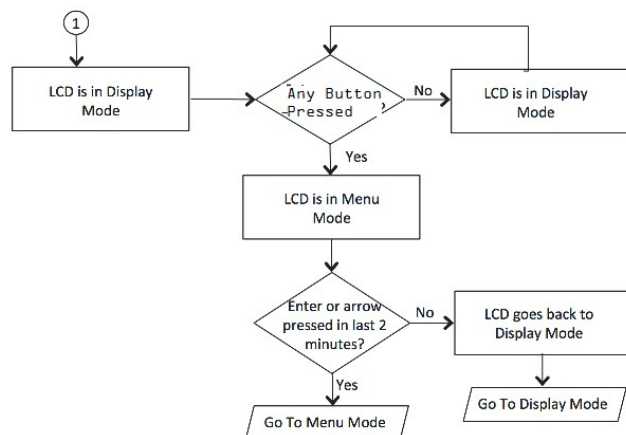 1
LCD is in Display
Mode
Any Button
Pressed ?
No
LCD is in Display
Mode
Yes
LCD is in Menu
Mode
Enter or arrow
pressed in last 2
minutes?
No
LCD goes back to
Display Mode
Yes
Go To Menu Mode
Go To Display Mode